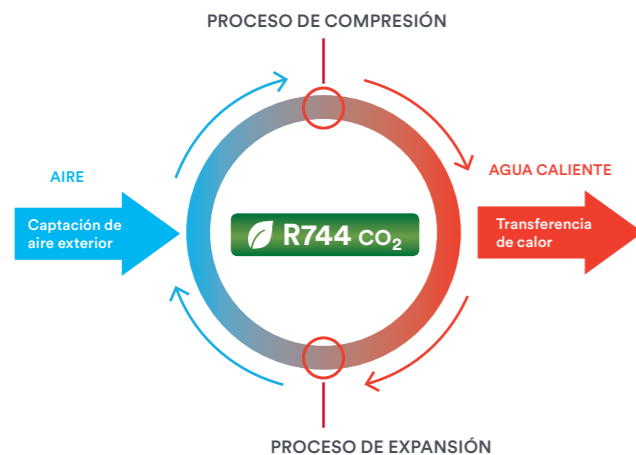 PROCESO DE COMPRESIÓN
AIRE
AGUA CALIENTE
Captación de
aire exterior
R744 CO₂
Transferencia
de calor
PROCESO DE EXPANSIÓN